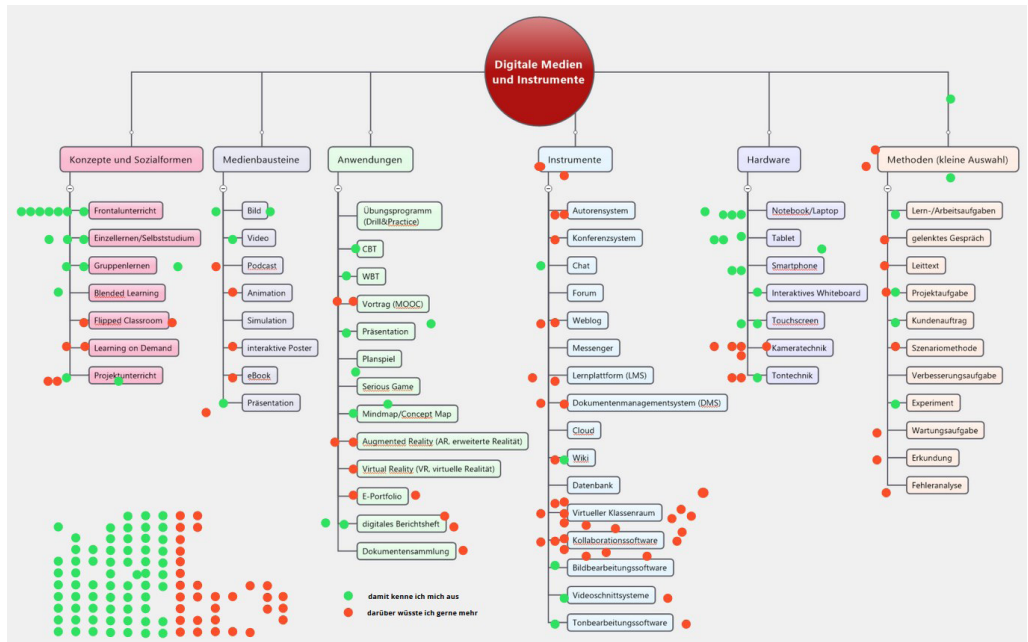 Digitale Medien
und Instrumente
Konzepte und Sozialformen
Frontalunterricht
Einzellernen/Selbststudium
Gruppenlernen
Blended Learning
Flipped Classroom
Learning on Demand
Projektunterricht
Medienbausteine
Bild
Video
Podcast
Animation
Simulation
interaktive Poster
eBook
Präsentation
Anwendungen
Übungsprogramm
(Drill&Practice)
CBT
WBT
Vortrag (MOOC)
Präsentation
Planspiel
Serious Game
Mindmap/Concept Map
Augmented Reality (AR, erweiterte Realität)
Virtual Reality (VR, virtuelle Realität)
E-Portfolio
digitales Berichtsheft
Dokumentensammlung
Instrumente
Autorensystem
Konferenzsystem
Chat
Forum
Weblog
Messenger
Lernplattform (LMS)
Dokumentenmanagementsystem (DMS)
Cloud
Wiki
Datenbank
Virtueller Klassenraum
Kollaborationssoftware
Bildbearbeitungssoftware
Videoschnittsysteme
Tonbearbeitungssoftware
Hardware
Notebook/Laptop
Tablet
Smartphone
Interaktives Whiteboard
Touchscreen
Kameratechnik
Tontechnik
Methoden (kleine Auswahl)
Lern-/Arbeitsaufgaben
gelenktes Gespräch
Leittext
Projektaufgabe
Kundenauftrag
Szenariomethode
Verbesserungsaufgabe
Experiment
Wartungsaufgabe
Erkundung
Fehleranalyse
damit kenne ich mich aus
darüber wüsste ich gerne mehr